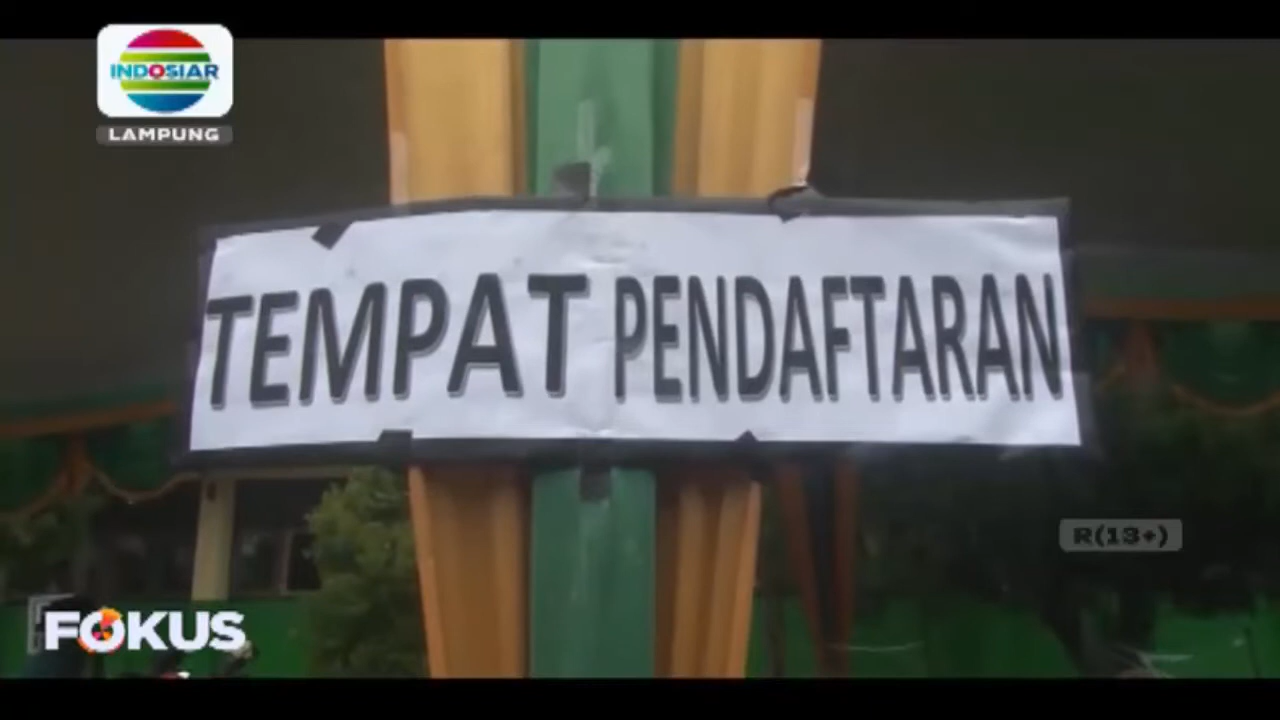 INDOSIAR
LAMPUNG
TEMPAT PENDAFTARAN
R(13+)
FOKUS